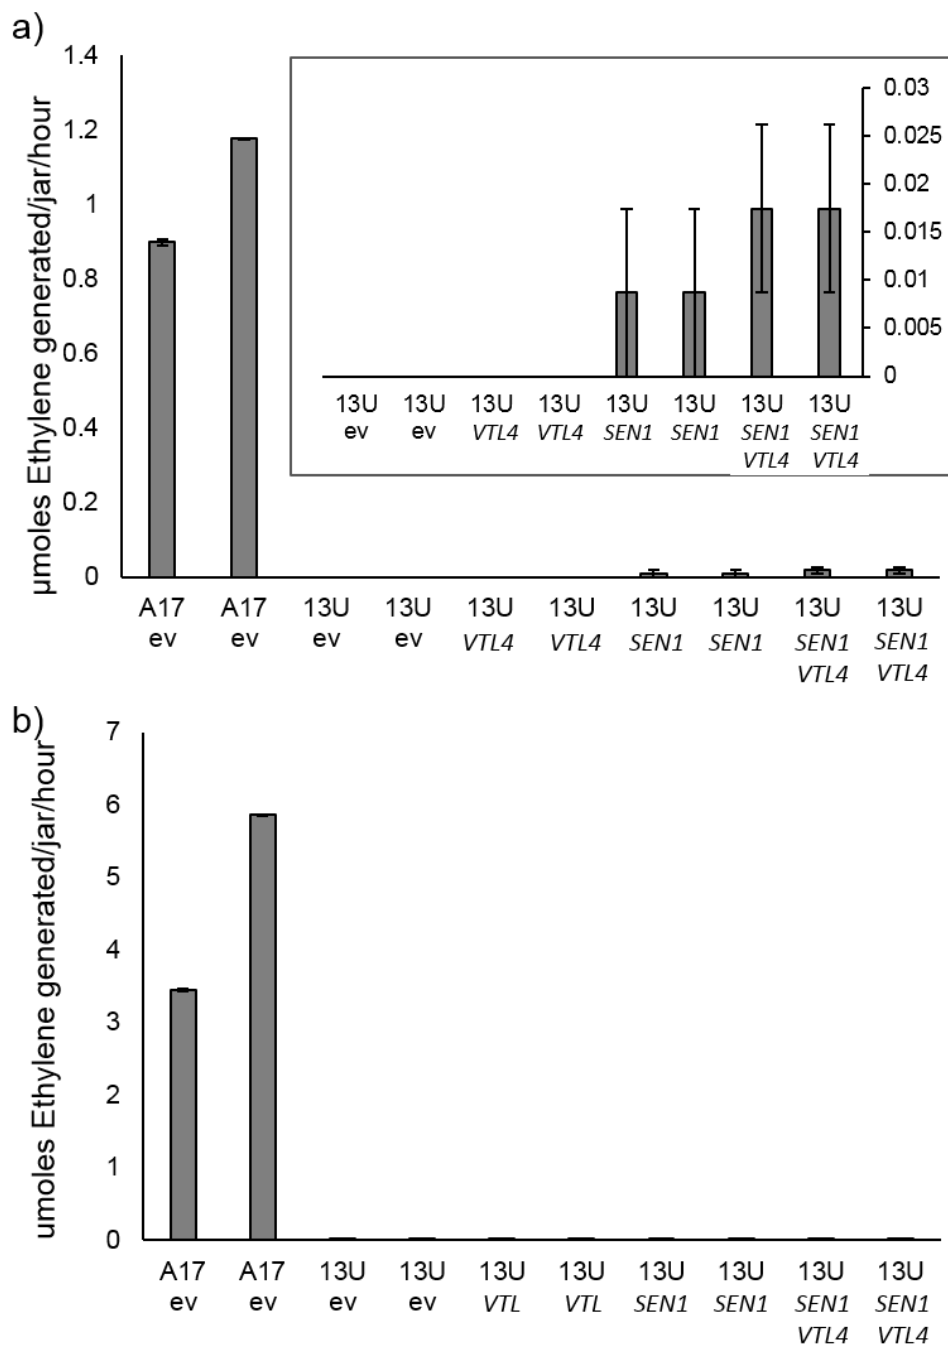 a)
µmoles Ethylene generated/jar/hour
1.4
1.2
1
0.8
0.6
0.4
0.2
0
0.03
0.025
0.02
0.015
0.01
0.005
0
13U 13U 13U 13U 13U 13U 13U 13U
ev ev VTL4 VTL4 SEN1 SEN1 SEN1 SEN1
VTL4 VTL4
A17 A17 13U 13U 13U 13U 13U 13U 13U 13U
ev ev ev ev VTL4 VTL4 SEN1 SEN1 SEN1 SEN1
VTL4 VTL4
b)
umoles Ethylene generated/jar/hour
7
6
5
4
3
2
1
0
A17 A17 13U 13U 13U 13U 13U 13U 13U 13U
ev ev ev ev VTL VTL SEN1 SEN1 SEN1 SEN1
VTL4 VTL4